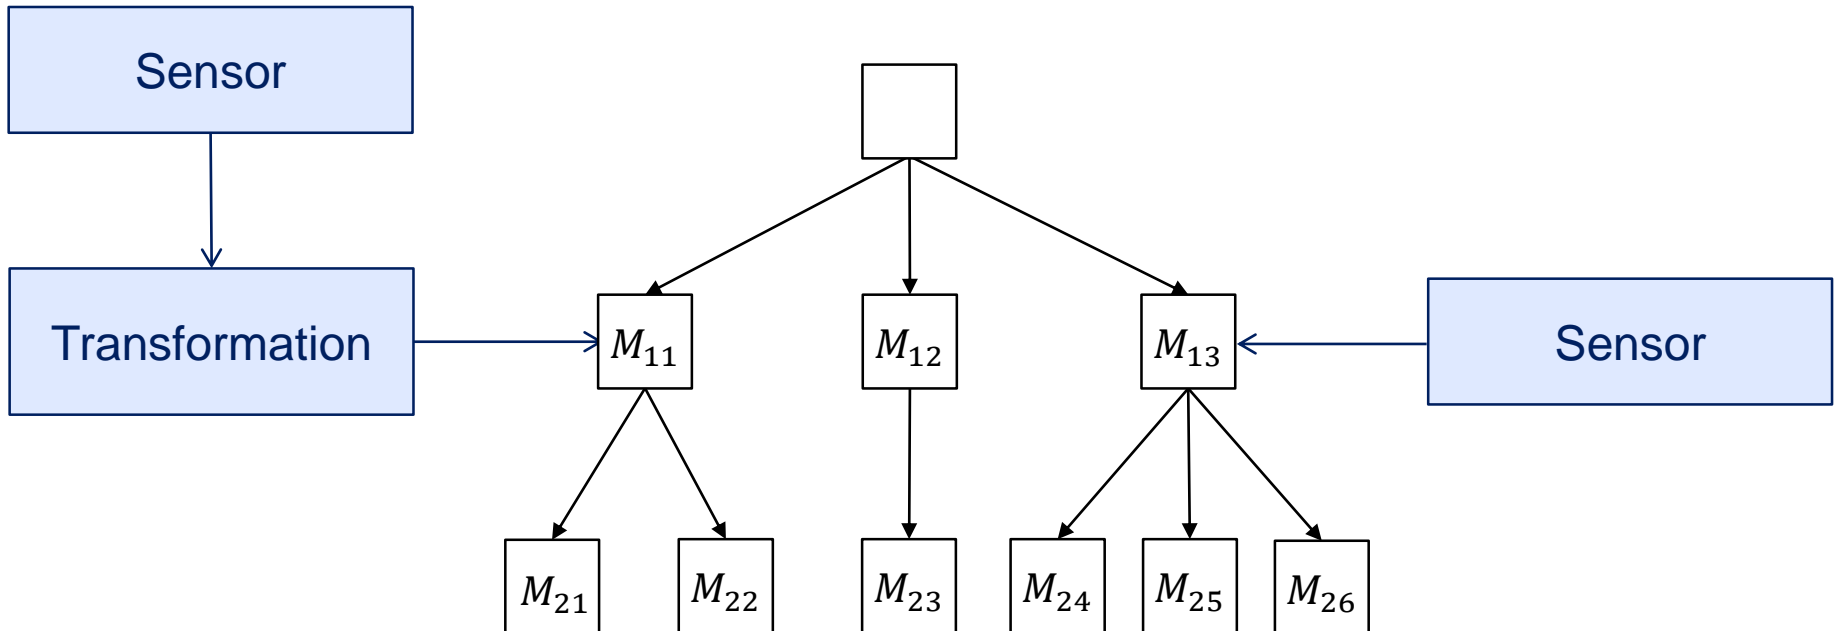 Sensor
Transformation
M₁₁
M₁₂
M₁₃
Sensor
M₂₁
M₂₂
M₂₃
M₂₄
M₂₅
M₂₆